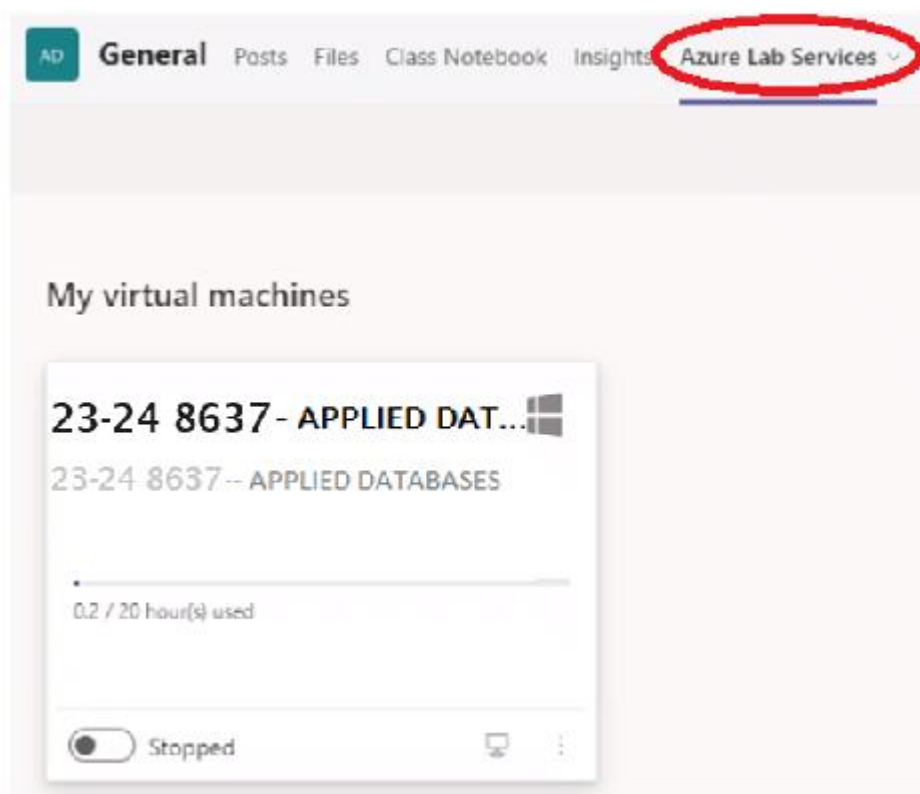 AD General Posts Files Class Notebook Insights Azure Lab Services
My virtual machines
23-24 8637- APPLIED DAT...
23-24 8637-- APPLIED DATABASES
0.2 / 20 hour(s) used
Stopped